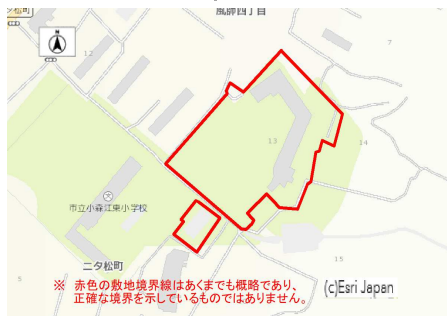 風師四丁目
12
7
13
14
市立小森江東小学校
二夕松町
5
15
※ 赤色の敷地境界線はあくまでも概略であり、
正確な境界を示しているものではありません。
(c)Esri Japan